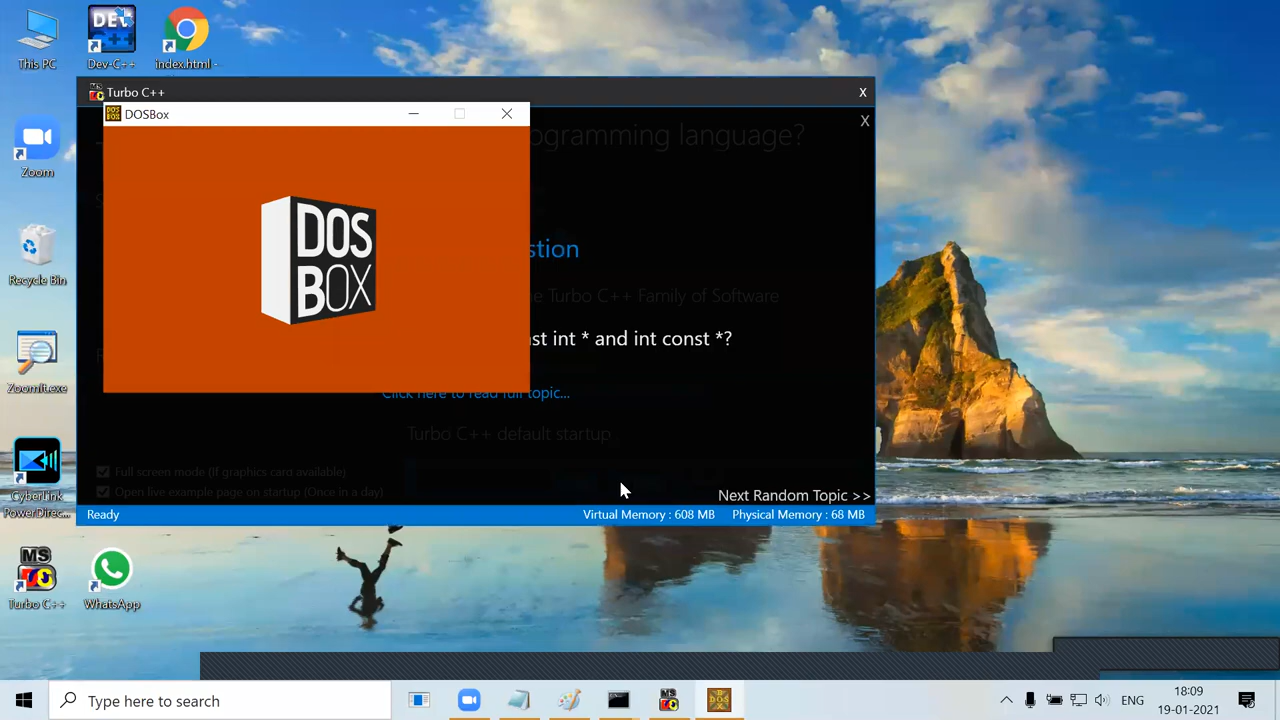 This PC
DEV
C++
Dev-C++
index.html -
Turbo C++
X
DOSBox
X
ogramming language?
Zoom
DOS
BOX
stion
Recycle Bin
e Turbo C++ Family of Software
st int * and int const *?
ZoomIt.exe
Click here to read full topic...
Turbo C++ default startup
Full screen mode (If graphics card available)
Open live example page on startup (Once in a day)
Next Random Topic >>
CyberLink
PowerDirec...
Ready
Virtual Memory : 608 MB
Physical Memory : 68 MB
MS
Turbo C++
WhatsApp
Type here to search
ENG
18:09
19-01-2021